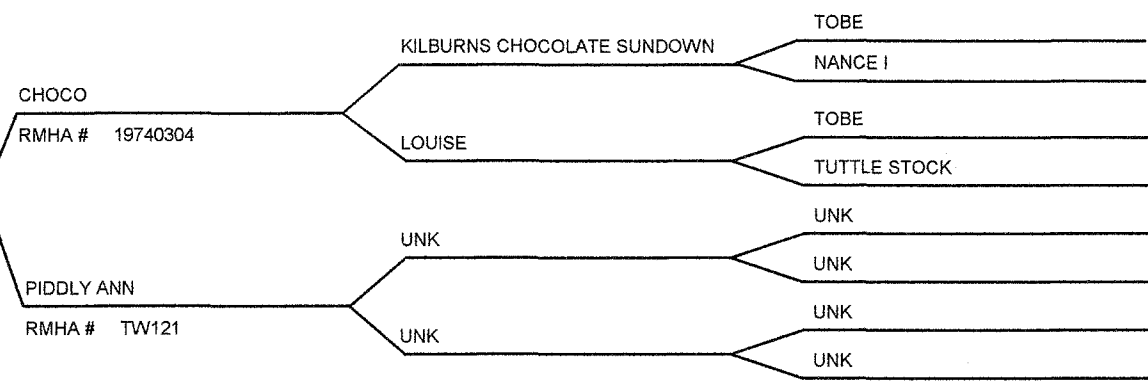 TOBE
KILBURNS CHOCOLATE SUNDOWN
NANCE I
CHOCO
RMHA # 19740304
TOBE
LOUISE
TUTTLE STOCK
UNK
UNK
UNK
PIDDLY ANN
RMHA # TW121
UNK
UNK
UNK